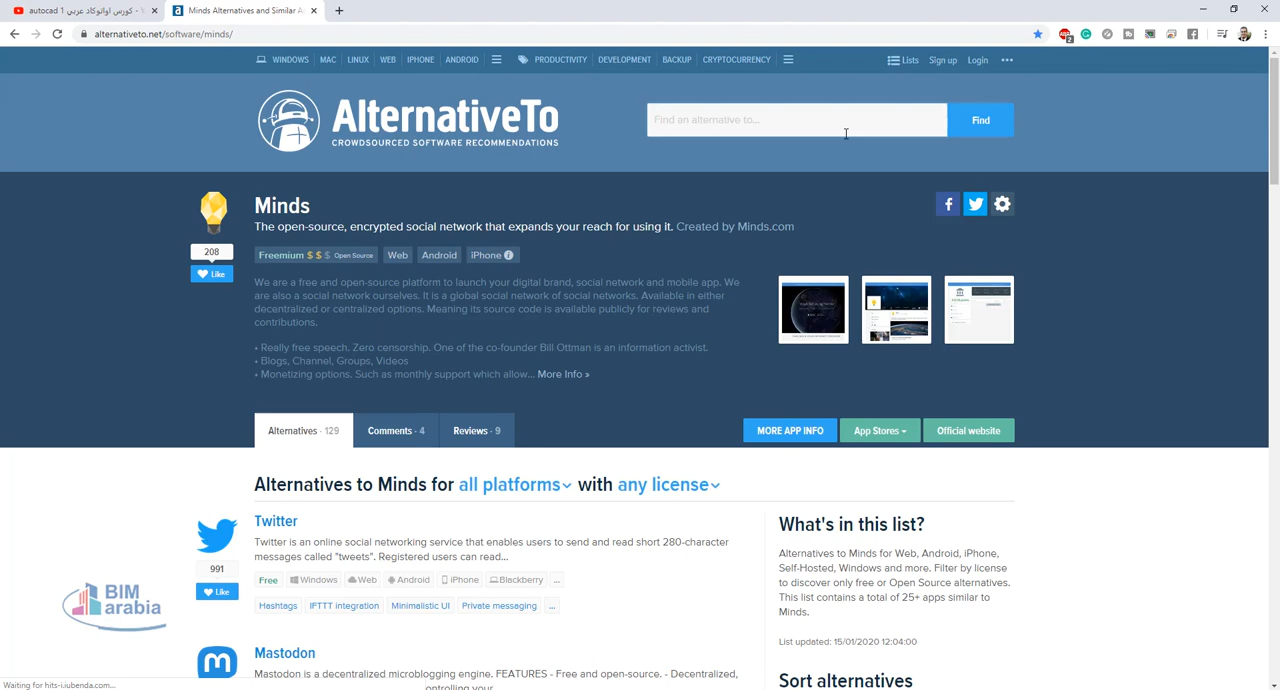 autocad 1 كورس اوتوكاد عربي -
Minds Alternatives and Similar A
alternativeto.net/software/minds/
WINDOWS MAC LINUX WEB IPHONE ANDROID PRODUCTIVITY DEVELOPMENT BACKUP CRYPTOCURRENCY Lists Sign up Login
AlternativeTo
CROWDSOURCED SOFTWARE RECOMMENDATIONS
Find an alternative to...
Find
Minds
The open-source, encrypted social network that expands your reach for using it. Created by Minds.com
208
Like
Freemium $ $ $ Open Source Web Android iPhone
We are a free and open-source platform to launch your digital brand, social network and mobile app. We
are also a social network ourselves. It is a global social network of social networks. Available in either
decentralized or centralized options. Meaning its source code is available publicly for reviews and
contributions.
• Really free speech. Zero censorship. One of the co-founder Bill Ottman is an information activist.
• Blogs, Channel, Groups, Videos
• Monetizing options. Such as monthly support which allow... More Info »
Alternatives · 129 Comments · 4 Reviews · 9
MORE APP INFO App Stores Official website
Alternatives to Minds for all platforms with any license
Twitter
Twitter is an online social networking service that enables users to send and read short 280-character
messages called "tweets". Registered users can read...
991
Like
Free Windows Web Android iPhone Blackberry ...
Hashtags IFTTT integration Minimalistic UI Private messaging ...
Mastodon
Mastodon is a decentralized microblogging engine. FEATURES - Free and open-source. - Decentralized,
controlling your
What's in this list?
Alternatives to Minds for Web, Android, iPhone,
Self-Hosted, Windows and more. Filter by license
to discover only free or Open Source alternatives.
This list contains a total of 25+ apps similar to
Minds.
List updated: 15/01/2020 12:04:00
Sort alternatives
BIM
arabia
Waiting for hits-i.iubenda.com...